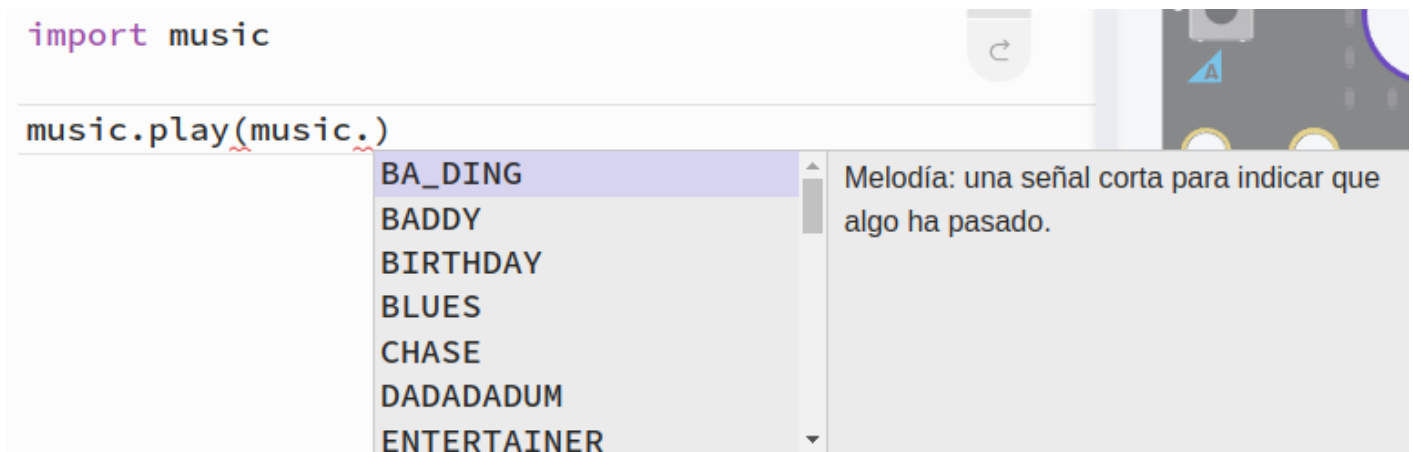 import music
A
music.play(music.)
BA_DING
BADDY
BIRTHDAY
BLUES
CHASE
DADADADUM
ENTERTAINER
Melodía: una señal corta para indicar que
algo ha pasado.